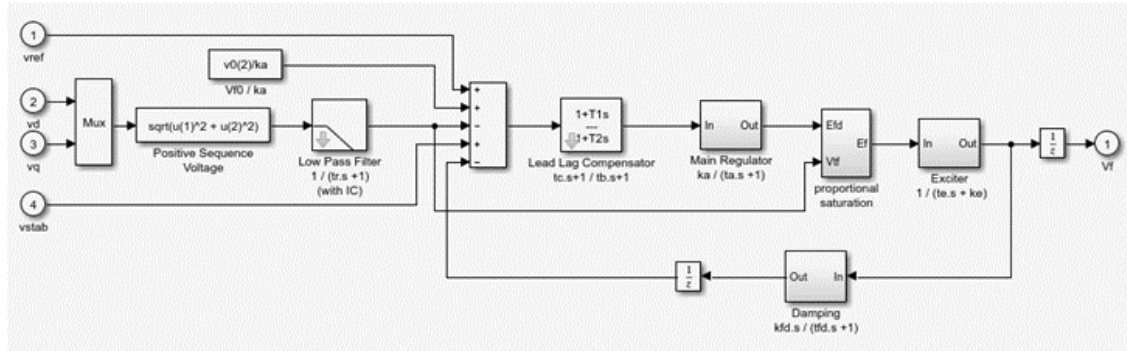 1
vref
v0(2)/ka
Vf0 / ka
2
vd
3
vq
Mux
sqrt(u(1)^2 + u(2)^2)
Positive Sequence
Voltage
Low Pass Filter
1 / (tr.s +1)
(with IC)
4
vstab
+
+
−
+
−
1+T1s
---
1+T2s
Lead Lag Compensator
tc.s+1 / tb.s+1
In
Out
Main Regulator
ka / (ta.s +1)
Efd
Vtf
Ef
proportional
saturation
In
Out
Exciter
1 / (te.s + ke)
1
z
1
Vf
1
z
Out
In
Damping
kfd.s / (tfd.s +1)